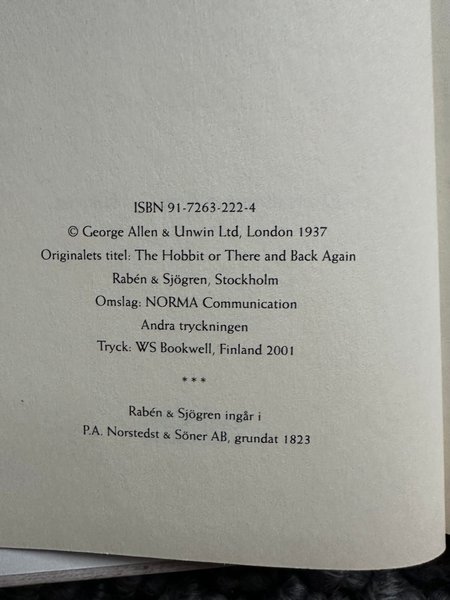 ISBN 91-7263-222-4
© George Allen & Unwin Ltd, London 1937
Originalets titel: The Hobbit or There and Back Again
Rabén & Sjögren, Stockholm
Omslag: NORMA Communication
Andra tryckningen
Tryck: WS Bookwell, Finland 2001
***
Rabén & Sjögren ingår i
P.A. Norstedst & Söner AB, grundat 1823